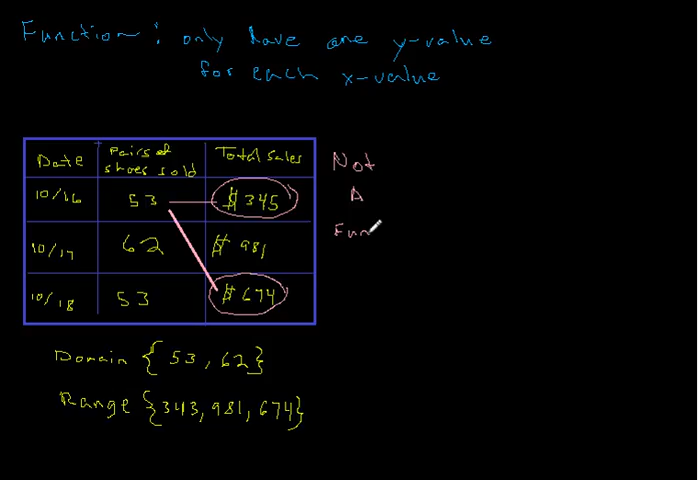 Function: only have one y-value
for each x-value
Date Pairs of shoes sold Total sales
10/16 53 $345
10/17 62 $981
10/18 53 $674
Not
A
Fun
Domain {53, 62}
Range {343, 981, 674}